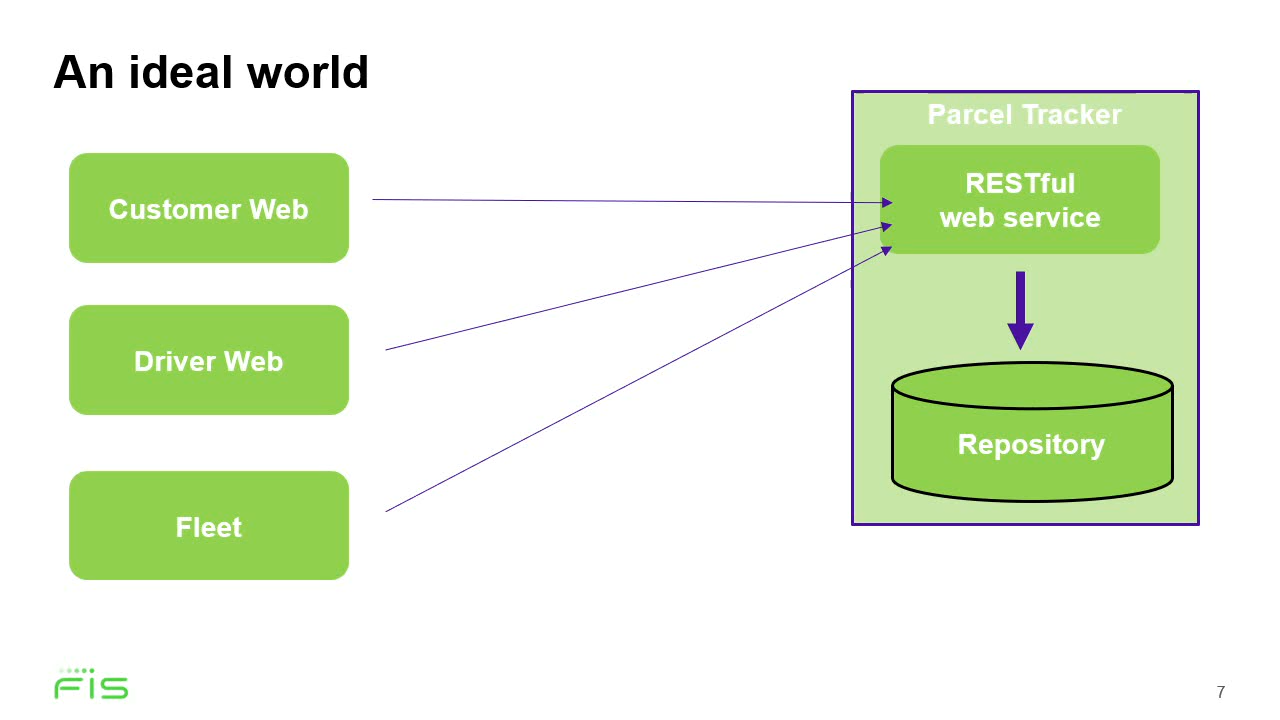 An ideal world
Parcel Tracker
Customer Web
RESTful
web service
Driver Web
Repository
Fleet
FIS
7